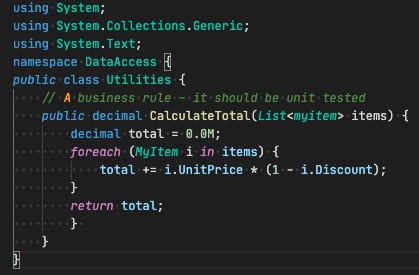 using System;
using System.Collections.Generic;
using System.Text;
namespace DataAccess {
public class Utilities {
    // A business rule - it should be unit tested
    public decimal CalculateTotal(List<myitem> items) {
        decimal total = 0.0M;
        foreach (MyItem i in items) {
            total += i.UnitPrice * (1 - i.Discount);
        }
        return total;
        }
    }
}